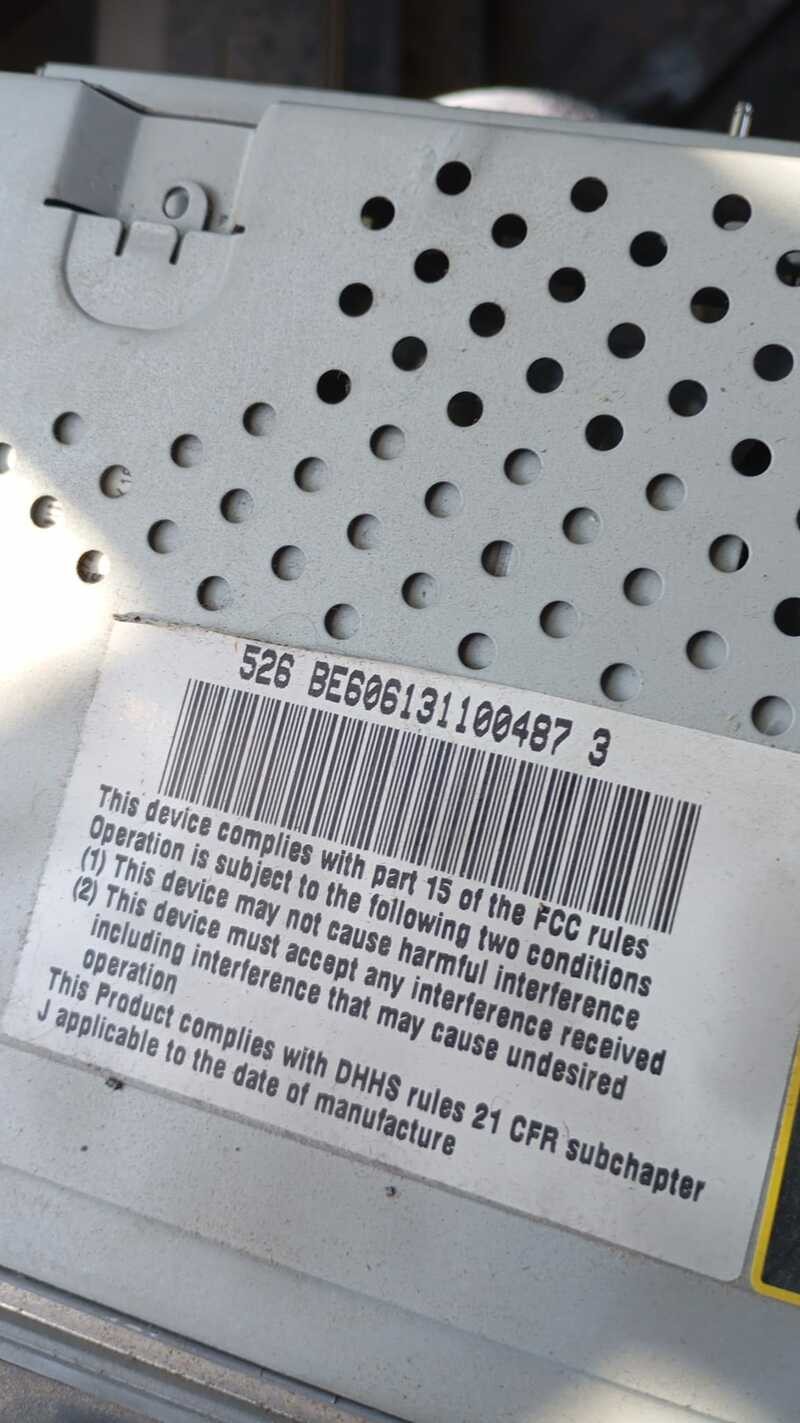 526 BE606131100487 3
This device complies with part 15 of the FCC rules
Operation is subject to the following two conditions
(1) This device may not cause harmful interference
(2) This device must accept any interference received
including interference that may cause undesired
operation
This Product complies with DHHS rules 21 CFR subchapter
J applicable to the date of manufacture